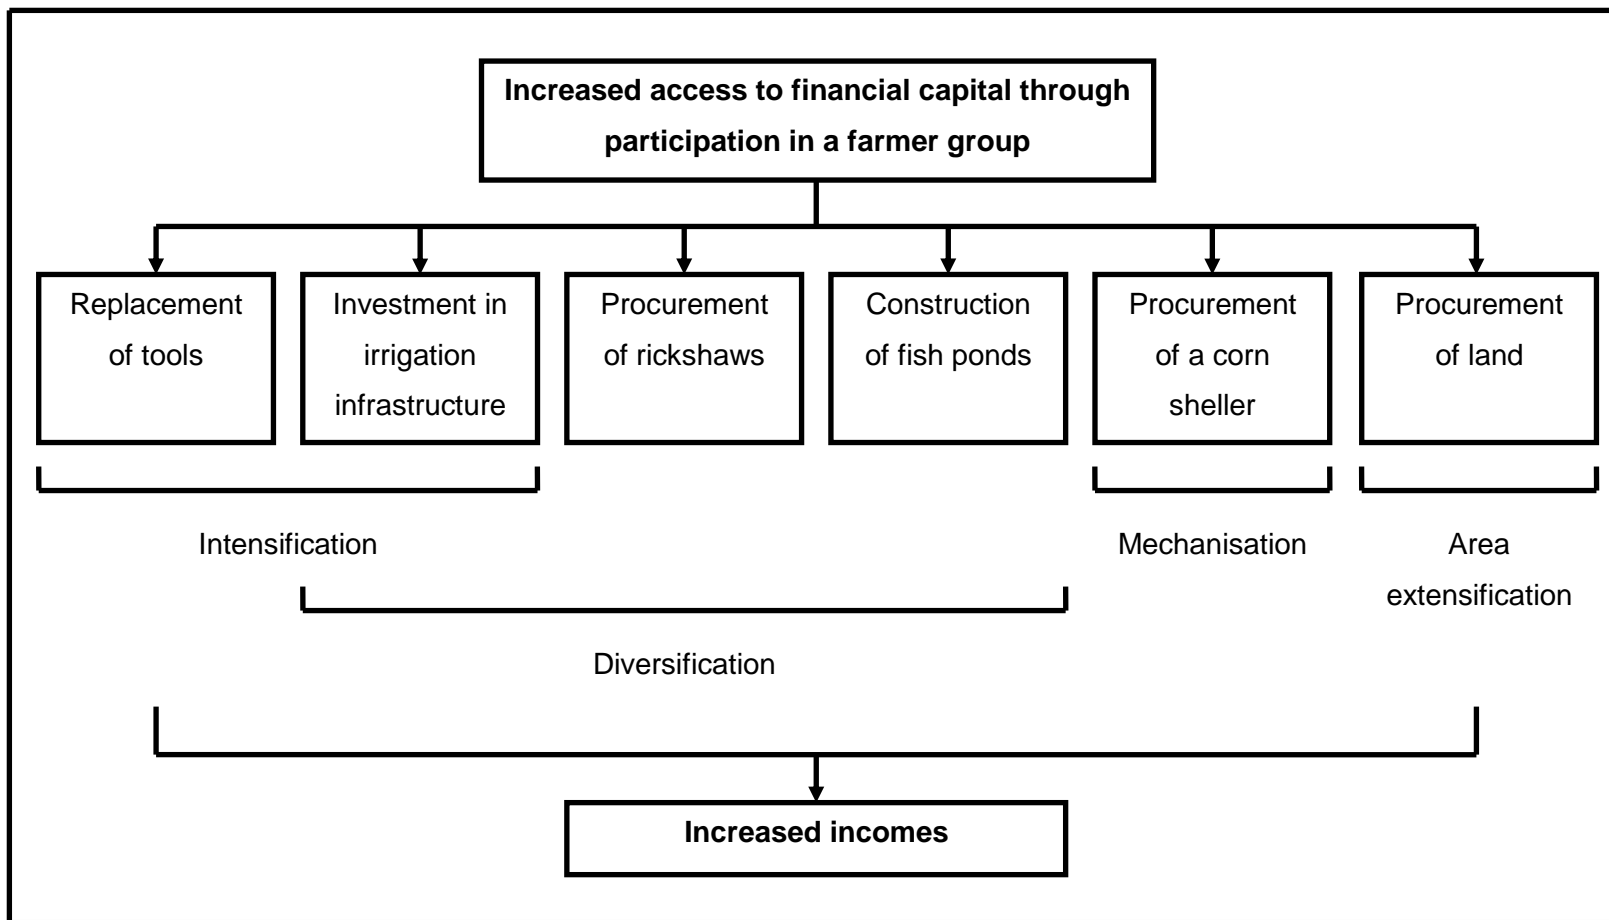 Increased access to financial capital through
participation in a farmer group
Replacement
of tools
Investment in
irrigation
infrastructure
Procurement
of rickshaws
Construction
of fish ponds
Procurement
of a corn
sheller
Procurement
of land
Intensification
Mechanisation
Area
extensification
Diversification
Increased incomes